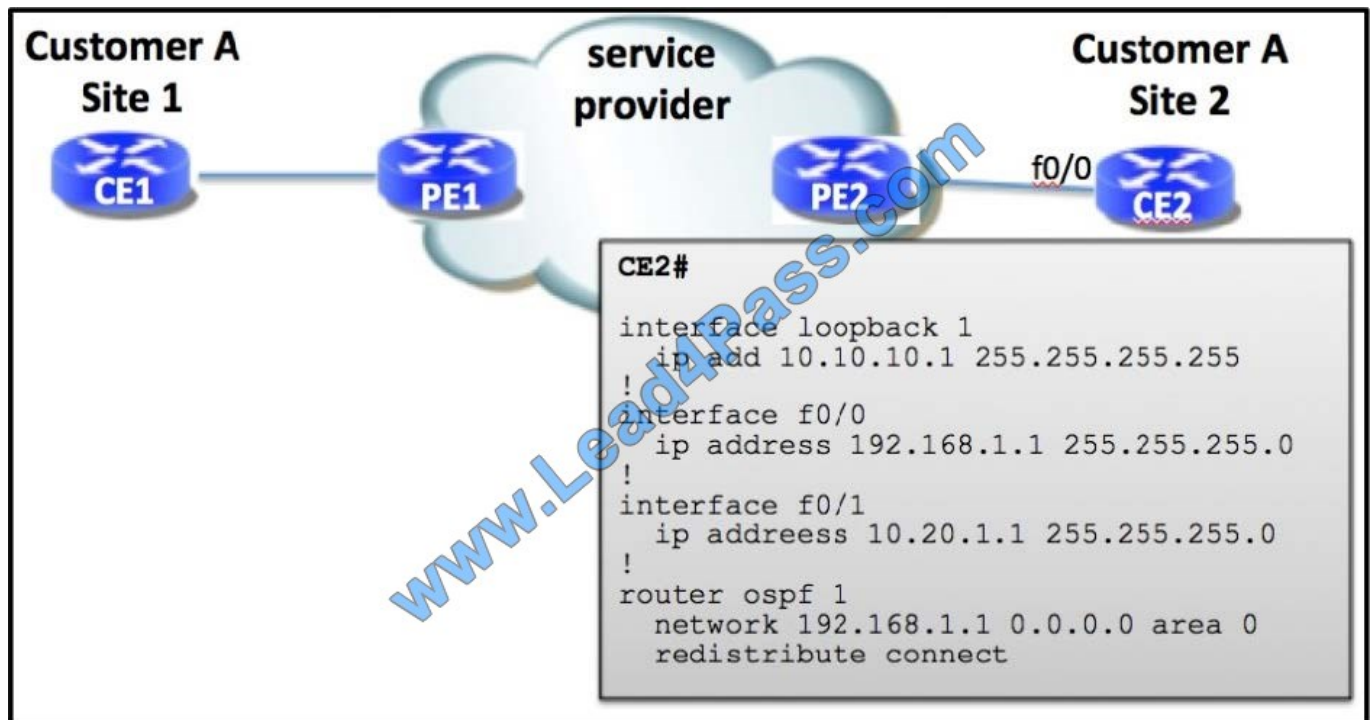 Customer A
Site 1
service
provider
Customer A
Site 2
CE1
PE1
PE2
f0/0
CE2
CE2#
interface loopback 1
ip add 10.10.10.1 255.255.255.255
!
interface f0/0
ip address 192.168.1.1 255.255.255.0
!
interface f0/1
ip addreess 10.20.1.1 255.255.255.0
!
router ospf 1
network 192.168.1.1 0.0.0.0 area 0
redistribute connect
www.Lead4Pass.com